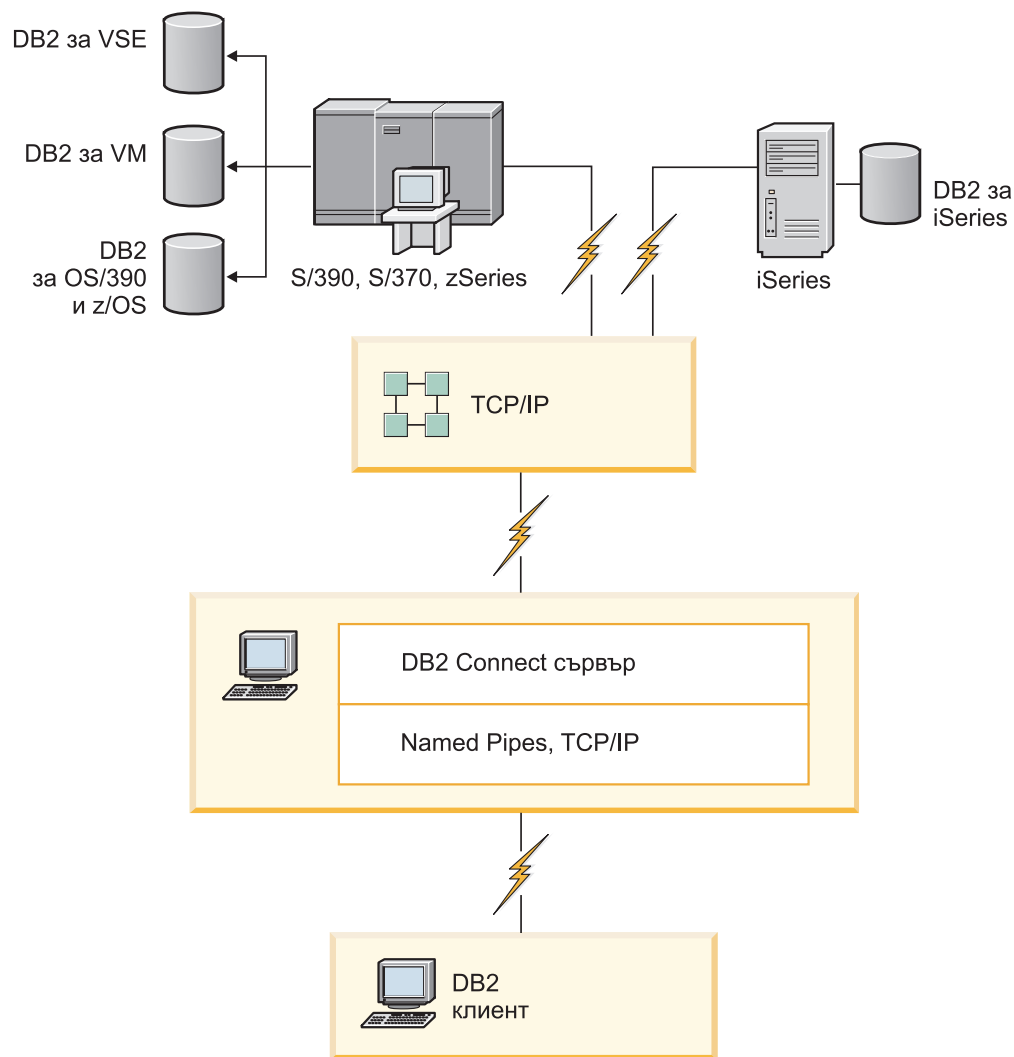 DB2 за VSE
DB2 за VM
DB2
за OS/390
и z/OS
S/390, S/370, zSeries
iSeries
DB2 за
iSeries
TCP/IP
DB2 Connect сървър
Named Pipes, TCP/IP
DB2
клиент